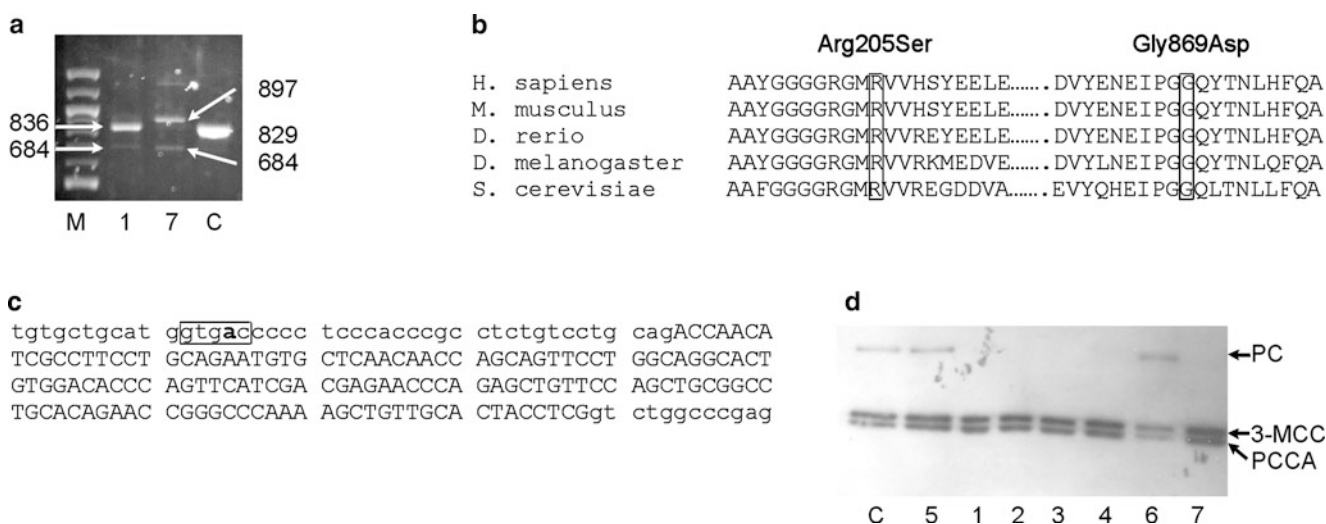 a
836
684
897
829
684
M 1 7 C
b
Arg205Ser Gly869Asp
H. sapiens AAYGGGGRGMRVVHSYEELE.......DVYENEIPGGQYTNLHFQA
M. musculus AAYGGGGRGMRVVHSYEELE.......DVYENEIPGGQYTNLHFQA
D. rerio AAYGGGGRGMRVVREYEELE.......DVYENEIPGGQYTNLHFQA
D. melanogaster AAYGGGGRGMRVVRKMEDVE.......DVYLNEIPGGQYTNLQFQA
S. cerevisiae AAFGGGGRGMRVVREGDDVA.......EVYQHEIPGGQLTNLLFQA
c
tgtgctgcat ggtgaccccc tcccacccgc ctctgtcctg cagACCAACA
TCGCCTTCCT GCAGAATGTG CTCAACAACC AGCAGTTCCT GGCAGGCACT
GTGGACACCC AGTTCATCGA CGAGAACCCA GAGCTGTTCC AGCTGCGGCC
TGCACAGAAC CGGGCCCAAA AGCTGTTGCA CTACCTCGgt ctggcccgag
d
PC
3-MCC
PCCA
C 5 1 2 3 4 6 7